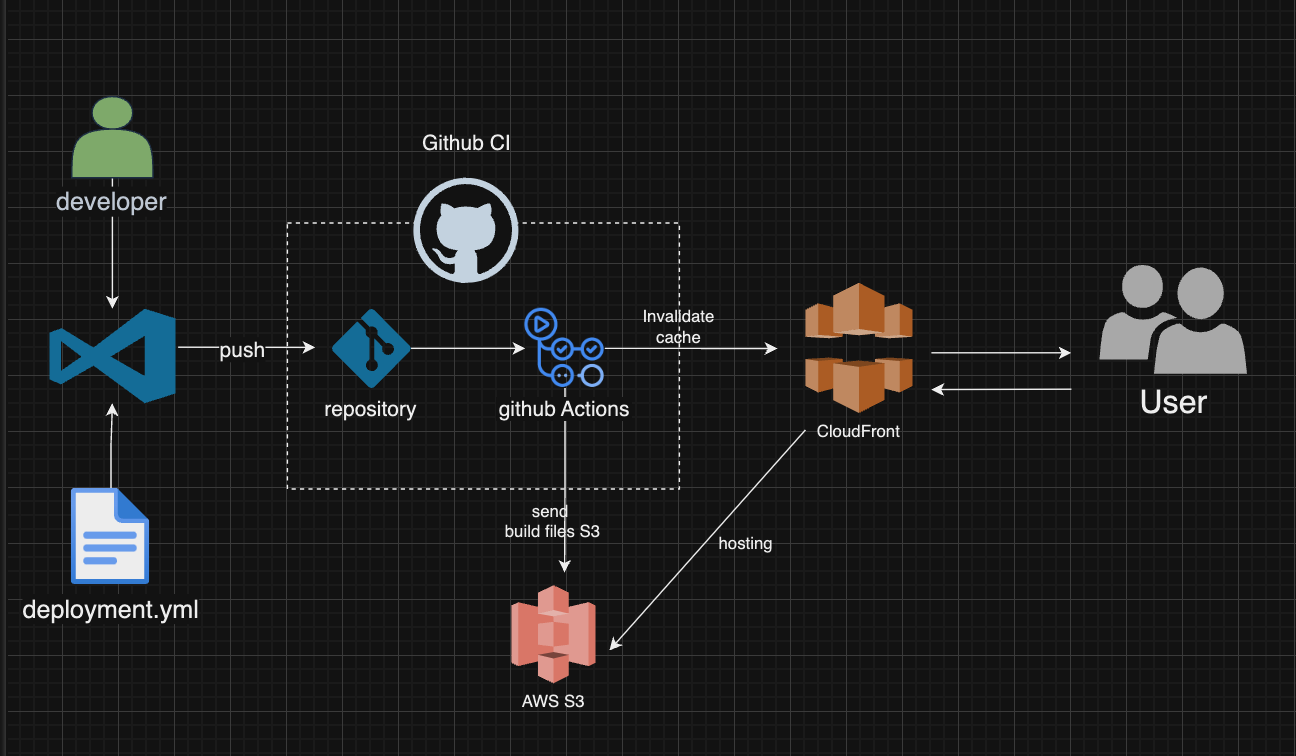 Github CI
developer
push
repository
github Actions
Invalidate
cache
CloudFront
User
send
build files S3
hosting
deployment.yml
AWS S3